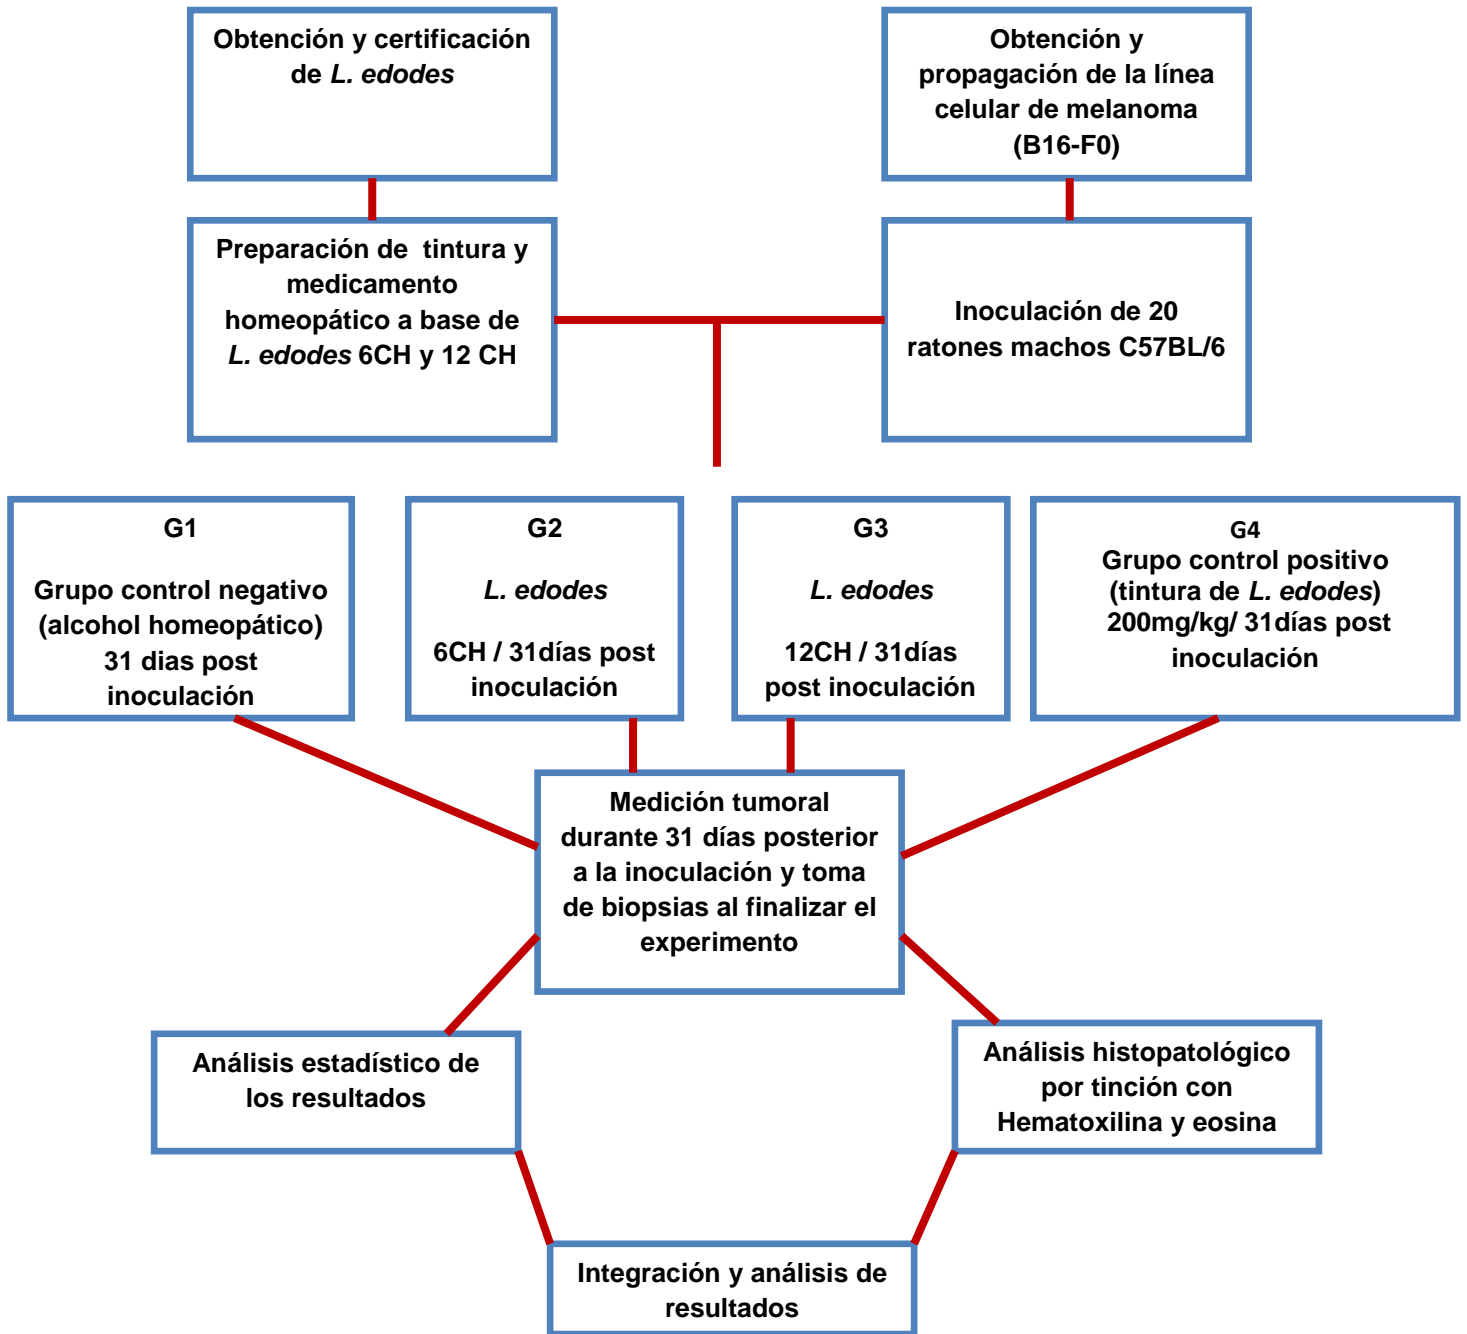 Obtención y certificación
de L. edodes
Obtención y
propagación de la línea
celular de melanoma
(B16-F0)
Preparación de tintura y
medicamento
homeopático a base de
L. edodes 6CH y 12 CH
Inoculación de 20
ratones machos C57BL/6
G1
Grupo control negativo
(alcohol homeopático)
31 dias post
inoculación
G2
L. edodes
6CH / 31días post
inoculación
G3
L. edodes
12CH / 31días
post inoculación
G4
Grupo control positivo
(tintura de L. edodes)
200mg/kg/ 31días post
inoculación
Medición tumoral
durante 31 días posterior
a la inoculación y toma
de biopsias al finalizar el
experimento
Análisis estadístico de
los resultados
Análisis histopatológico
por tinción con
Hematoxilina y eosina
Integración y análisis de
resultados